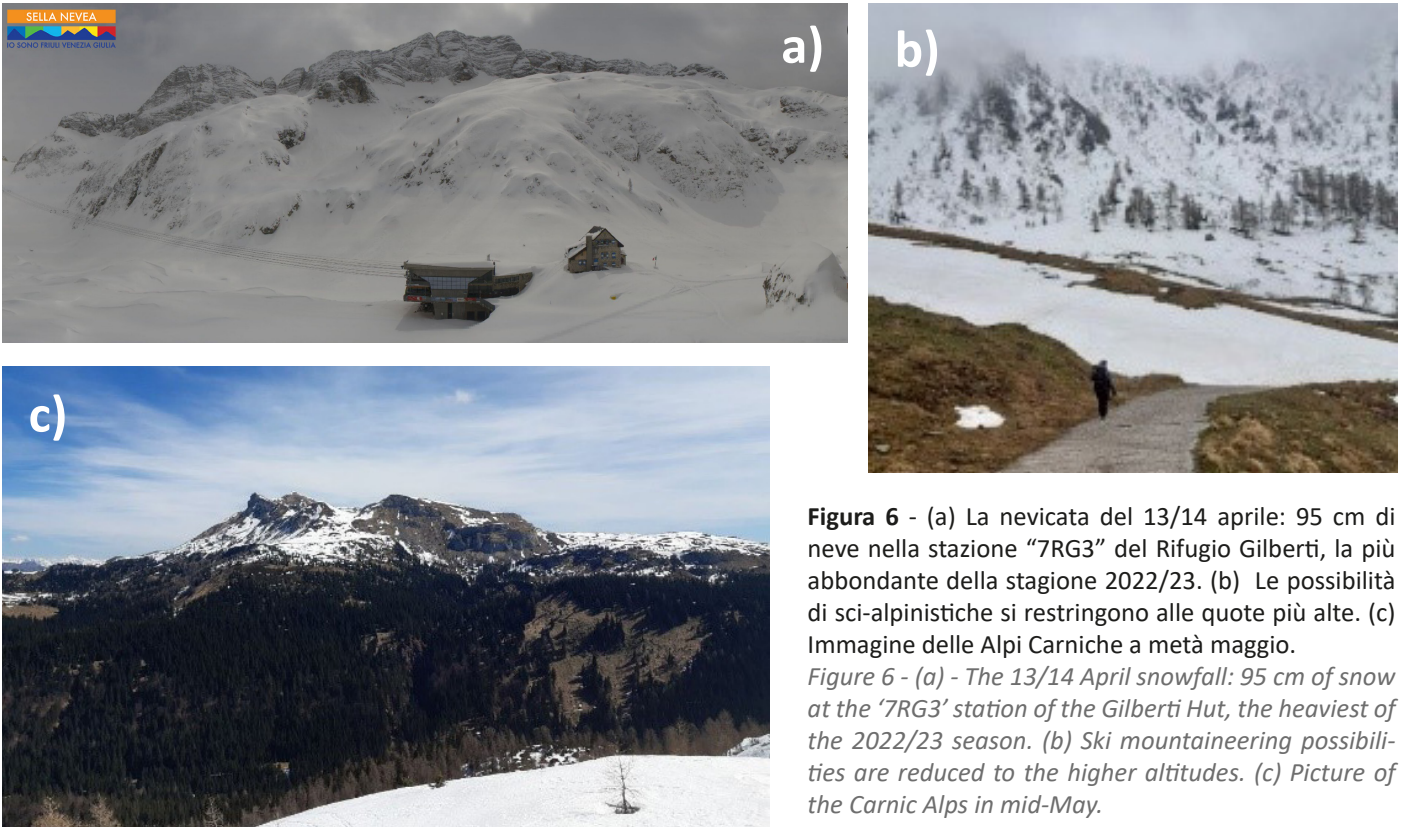 SELLA NEVEA
IO SONO FRIULI VENEZIA GIULIA
a)
b)
c)
Figura 6 - (a) La nevicata del 13/14 aprile: 95 cm di
neve nella stazione “7RG3” del Rifugio Gilberti, la più
abbondante della stagione 2022/23. (b) Le possibilità
di sci-alpinistiche si restringono alle quote più alte. (c)
Immagine delle Alpi Carniche a metà maggio.
Figure 6 - (a) - The 13/14 April snowfall: 95 cm of snow
at the ‘7RG3’ station of the Gilberti Hut, the heaviest of
the 2022/23 season. (b) Ski mountaineering possibili-
ties are reduced to the higher altitudes. (c) Picture of
the Carnic Alps in mid-May.